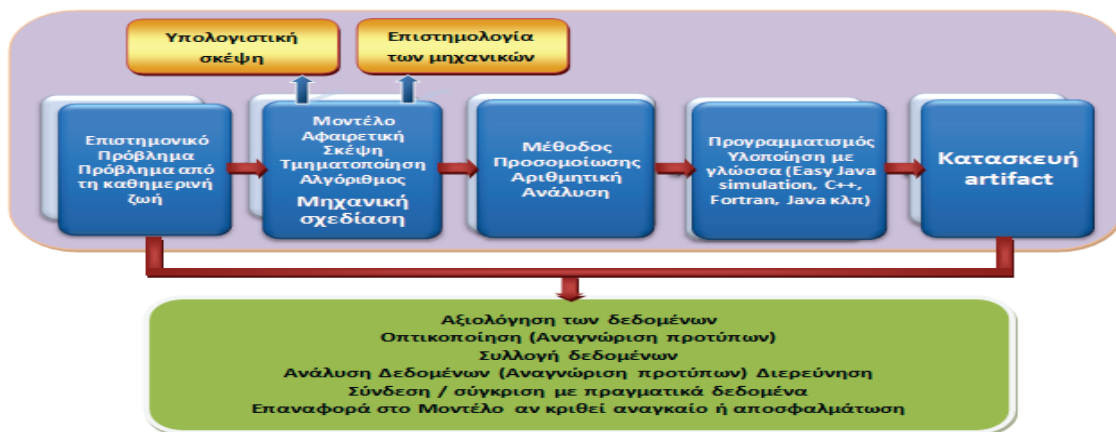 Υπολογιστική
σκέψη
Επιστημολογία
των μηχανικών
Επιστημονικό
Πρόβλημα
Πρόβλημα από
τη καθημερινή
ζωή
Μοντέλο
Αφαιρετική
Σκέψη
Τμηματοποίηση
Αλγόριθμος
Μηχανική
σχεδίαση
Μέθοδος
Προσομοίωσης
Αριθμητική
Ανάλυση
Προγραμματισμός
Υλοποίηση με
γλώσσα (Easy Java
simulation, C++,
Fortran, Java κλπ)
Κατασκευή
artifact
Αξιολόγηση των δεδομένων
Οπτικοποίηση (Αναγνώριση προτύπων)
Συλλογή δεδομένων
Ανάλυση Δεδομένων (Αναγνώριση προτύπων) Διερεύνηση
Σύνδεση / σύγκριση με πραγματικά δεδομένα
Επαναφορά στο Μοντέλο αν κριθεί αναγκαίο ή αποσφαλμάτωση